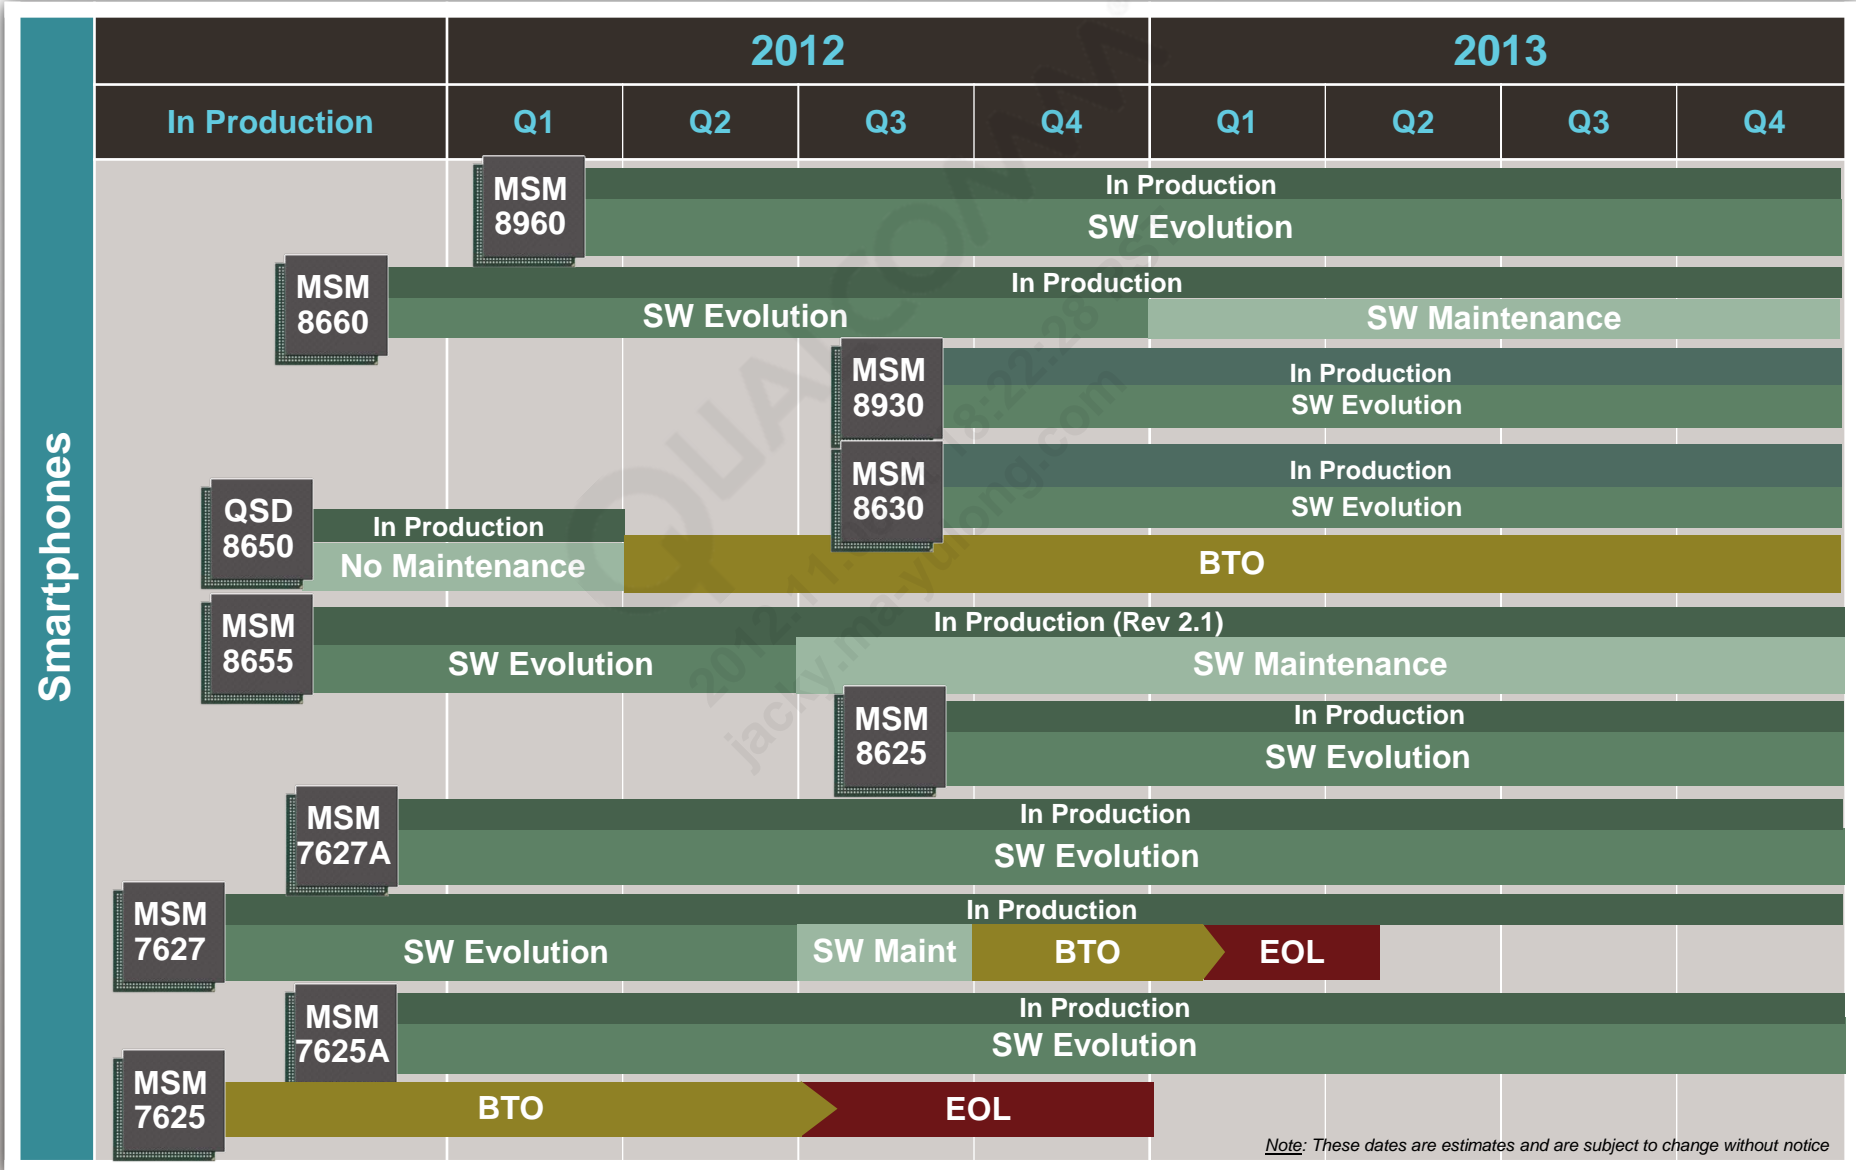 Smartphones
2012
2013
In Production
Q1
Q2
Q3
Q4
Q1
Q2
Q3
Q4
MSM
8960
In Production
SW Evolution
MSM
8660
In Production
SW Evolution
SW Maintenance
MSM
8930
In Production
SW Evolution
MSM
8630
In Production
SW Evolution
QSD
8650
In Production
No Maintenance
BTO
MSM
8655
In Production (Rev 2.1)
SW Evolution
SW Maintenance
MSM
8625
In Production
SW Evolution
MSM
7627A
In Production
SW Evolution
MSM
7627
In Production
SW Evolution
SW Maint
BTO
EOL
MSM
7625A
In Production
SW Evolution
MSM
7625
BTO
EOL
Note: These dates are estimates and are subject to change without notice
QUALCOMM
jacky.ma-yulong.com